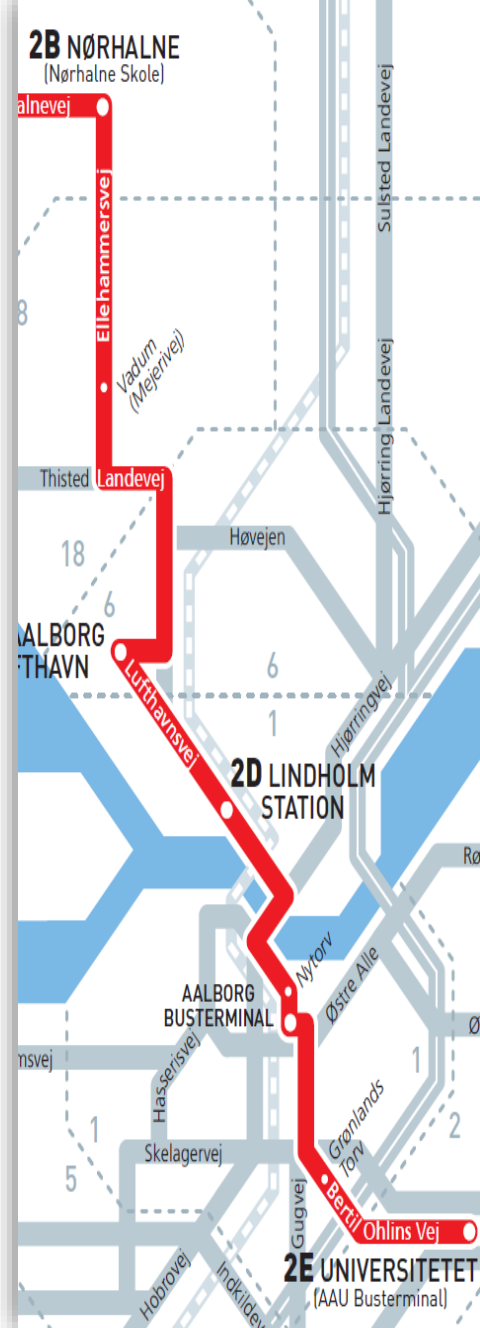 2B NØRHALNE
(Nørhalne Skole)
alnevej
Sulsted Landevej
Ellehammersvej
8
Vadum
(Mejerivej)
Hjørring Landevej
Thisted Landevej
Høvejen
18
6
AALBORG
FTHAVN
6
1
Lufthavnsvej
Hjørringvej
2D LINDHOLM
STATION
Rø
Nytorv
AALBORG
BUSTERMINAL
Østre Alle
Ø
msvej
Hasserisvej
1
1
2
Grønlands
Torv
Skelagervej
5
Bertil Ohlins Vej
Gugvej
2E UNIVERSITETET
(AAU Busterminal)
Hobrovej
Indkildev